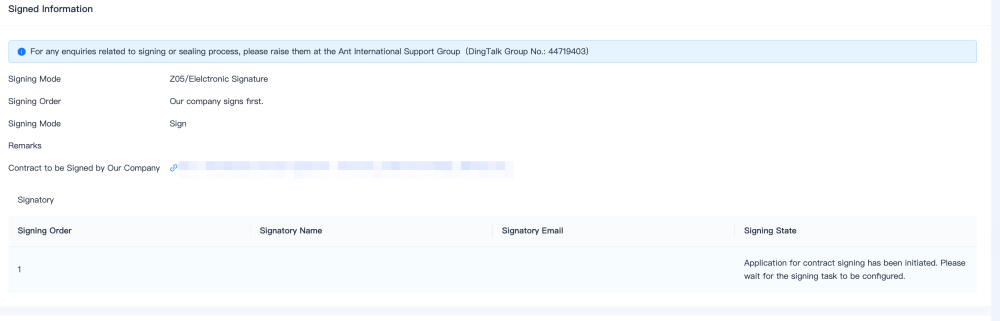 Signed Information
For any enquiries related to signing or sealing process, please raise them at the Ant International Support Group (DingTalk Group No.: 44719403)
Signing Mode Z05/Elelctronic Signature
Signing Order Our company signs first.
Signing Mode Sign
Remarks
Contract to be Signed by Our Company
Signatory
Signing Order Signatory Name Signatory Email Signing State
1 Application for contract signing has been initiated. Please
wait for the signing task to be configured.